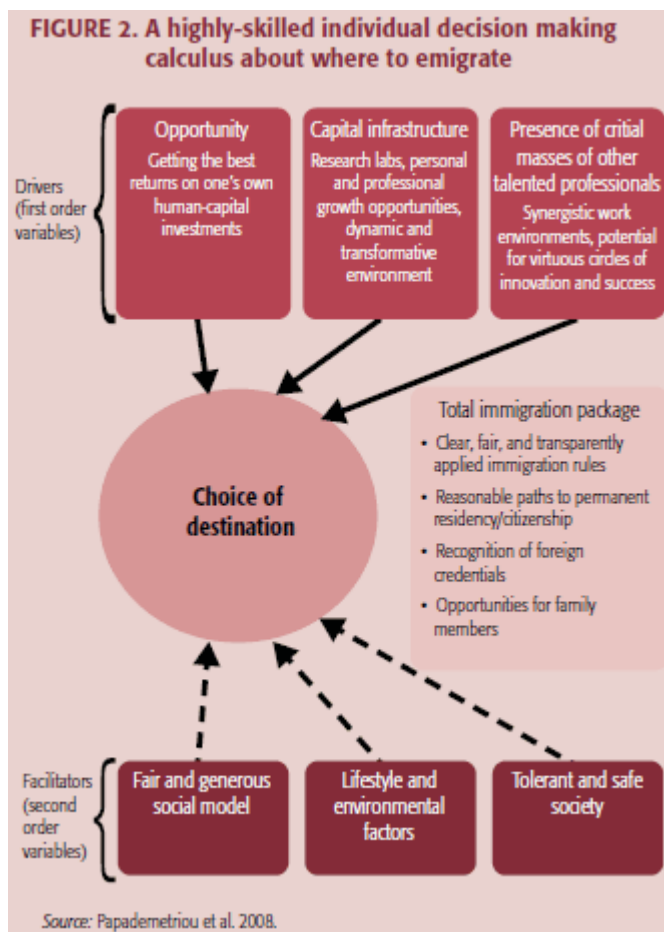 FIGURE 2. A highly-skilled individual decision making
calculus about where to emigrate
Drivers
(first order
variables)
Opportunity
Getting the best
returns on one's own
human-capital
investments
Capital infrastructure
Research labs, personal
and professional
growth opportunities,
dynamic and
transformative
environment
Presence of critial
masses of other
talented professionals
Synergistic work
environments, potential
for virtuous circles of
innovation and success
Choice of
destination
Total immigration package
• Clear, fair, and transparently
applied immigration rules
• Reasonable paths to permanent
residency/citizenship
• Recognition of foreign
credentials
• Opportunities for family
members
Facilitators
(second
order
variables)
Fair and generous
social model
Lifestyle and
environmental
factors
Tolerant and safe
society
Source: Papademetriou et al. 2008.